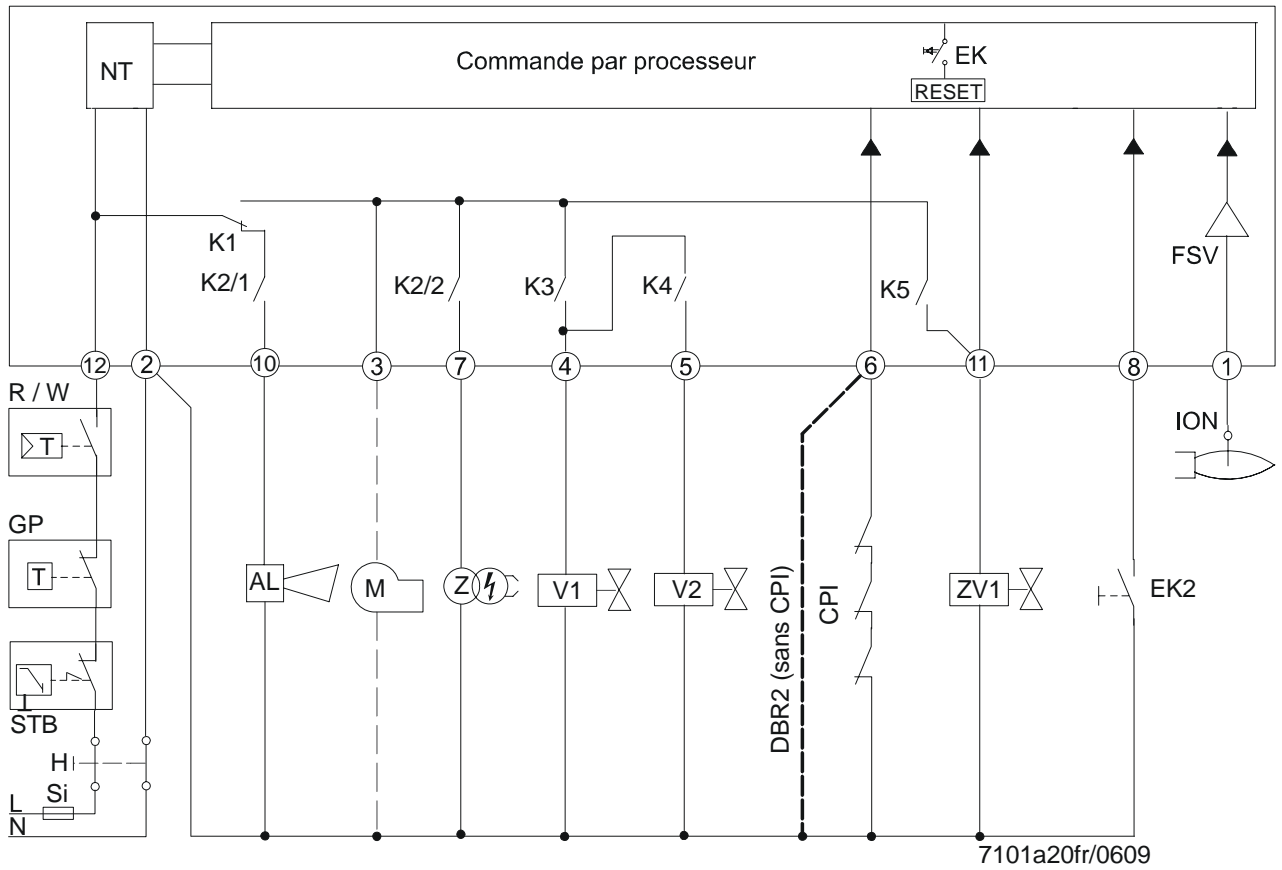 NT
Commande par processeur
EK
RESET
FSV
K1
K2/1
K2/2
K3
K4
K5
12
2
10
3
7
4
5
6
11
8
1
R / W
T
ION
GP
T
AL
M
Z
V1
V2
DBR2 (sans CPI)
CPI
ZV1
EK2
STB
H
Si
L
N
7101a20fr/0609